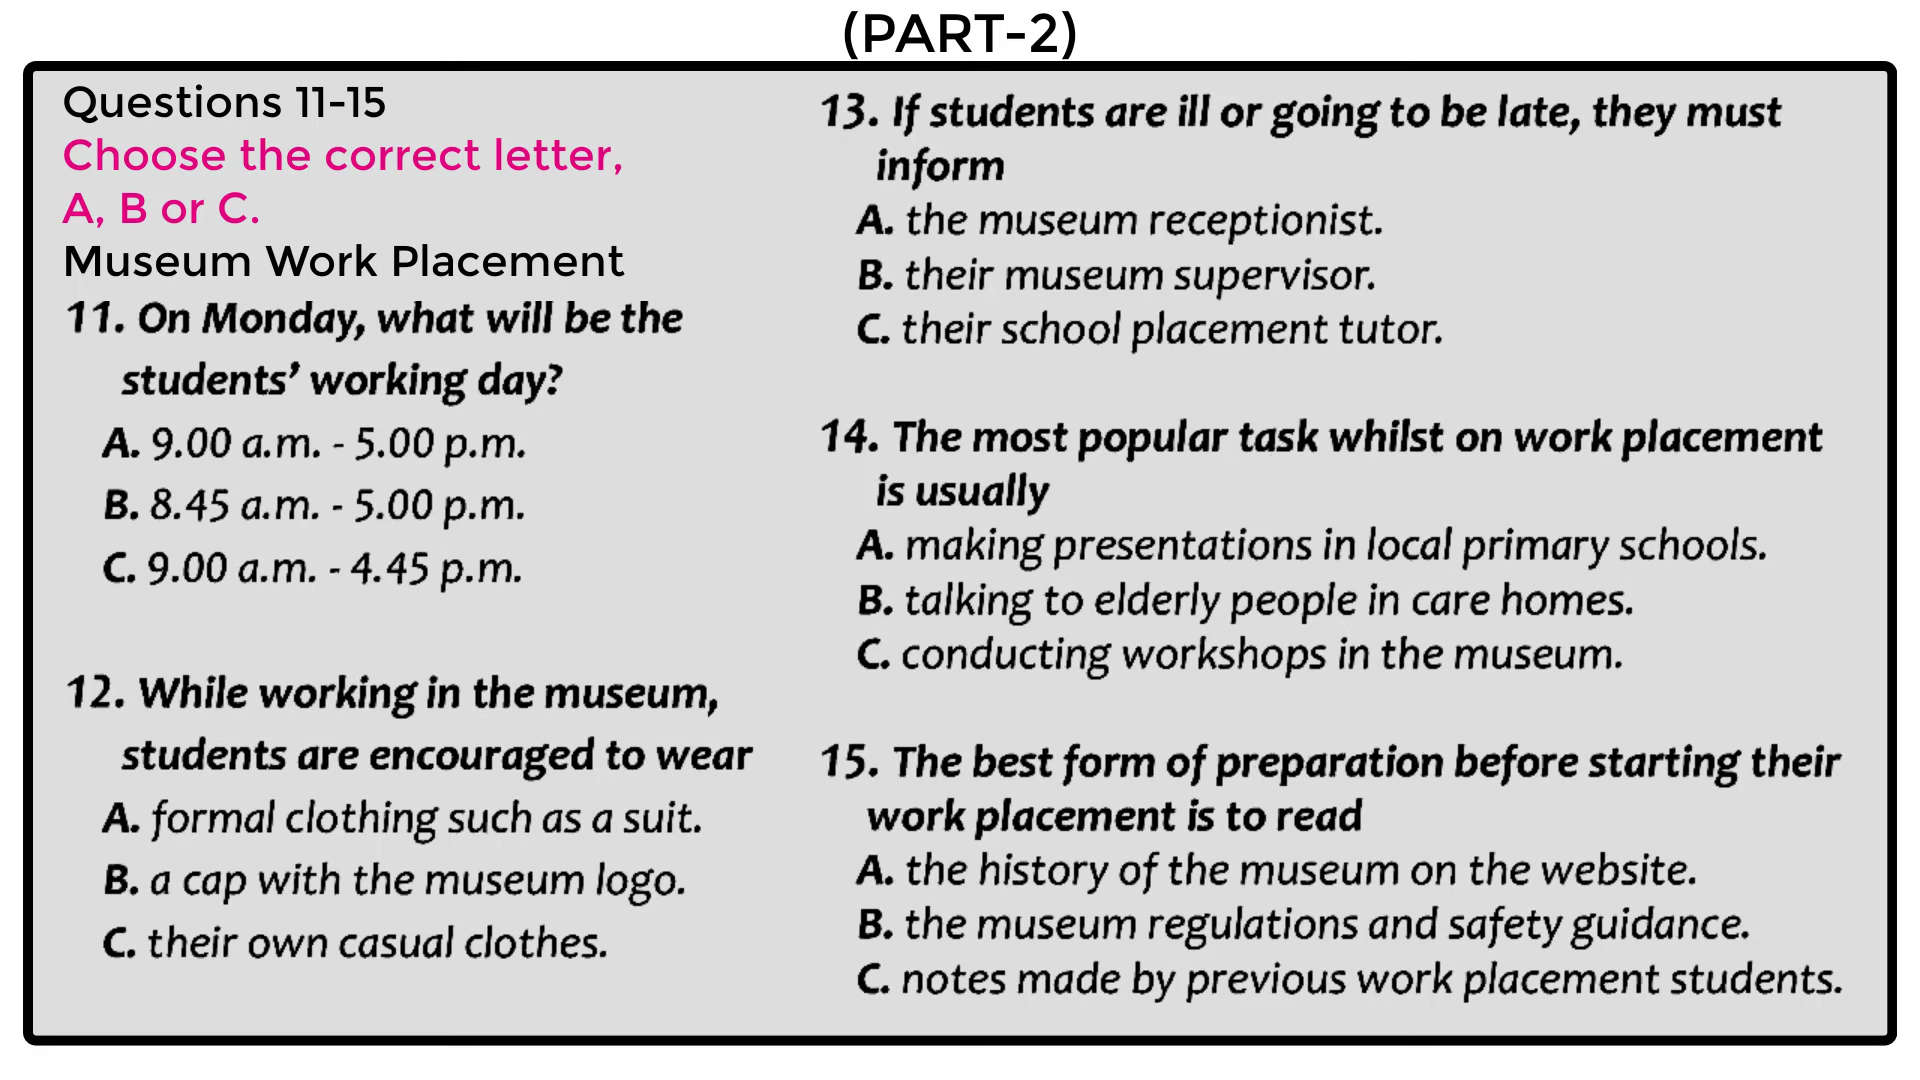 (PART-2)
Questions 11-15
Choose the correct letter,
A, B or C.
Museum Work Placement
11. On Monday, what will be the
students’ working day?
A. 9.00 a.m. - 5.00 p.m.
B. 8.45 a.m. - 5.00 p.m.
C. 9.00 a.m. - 4.45 p.m.
12. While working in the museum,
students are encouraged to wear
A. formal clothing such as a suit.
B. a cap with the museum logo.
C. their own casual clothes.
13. If students are ill or going to be late, they must
inform
A. the museum receptionist.
B. their museum supervisor.
C. their school placement tutor.
14. The most popular task whilst on work placement
is usually
A. making presentations in local primary schools.
B. talking to elderly people in care homes.
C. conducting workshops in the museum.
15. The best form of preparation before starting their
work placement is to read
A. the history of the museum on the website.
B. the museum regulations and safety guidance.
C. notes made by previous work placement students.